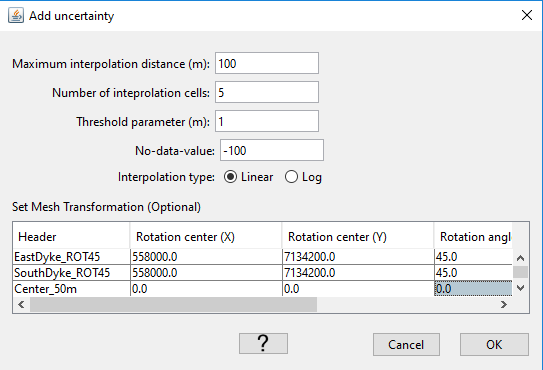 Add uncertainty
Maximum interpolation distance (m): 100
Number of inteprolation cells: 5
Threshold parameter (m): 1
No-data-value: -100
Interpolation type: Linear Log
Set Mesh Transformation (Optional)
Header Rotation center (X) Rotation center (Y) Rotation angl
EastDyke_ROT45 558000.0 7134200.0 45.0
SouthDyke_ROT45 558000.0 7134200.0 45.0
Center_50m 0.0 0.0 0.0
? Cancel OK